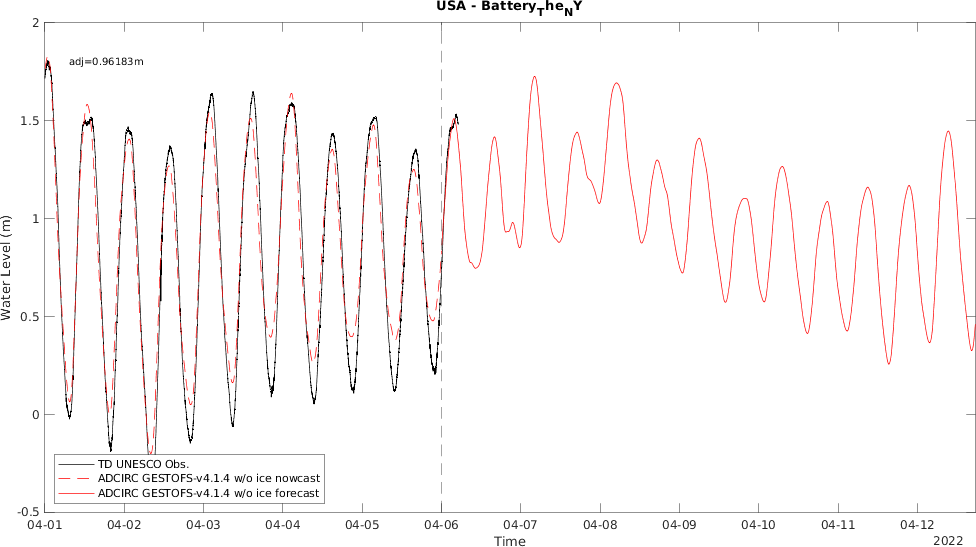 USA - BatteryTheNY
adj=0.96183m
2
1.5
1
0.5
0
-0.5
Water Level (m)
TD UNESCO Obs.
ADCIRC GESTOFS-v4.1.4 w/o ice nowcast
ADCIRC GESTOFS-v4.1.4 w/o ice forecast
04-01 04-02 04-03 04-04 04-05 04-06 04-07 04-08 04-09 04-10 04-11 04-12
Time
2022